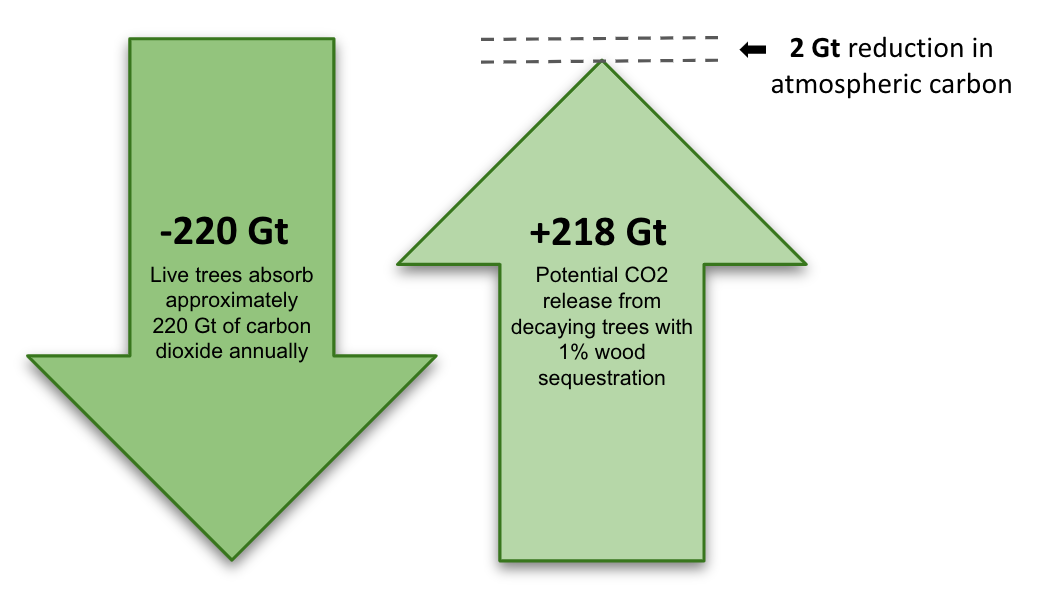 -220 Gt
Live trees absorb
approximately
220 Gt of carbon
dioxide annually
+218 Gt
Potential CO2
release from
decaying trees with
1% wood
sequestration
2 Gt reduction in
atmospheric carbon